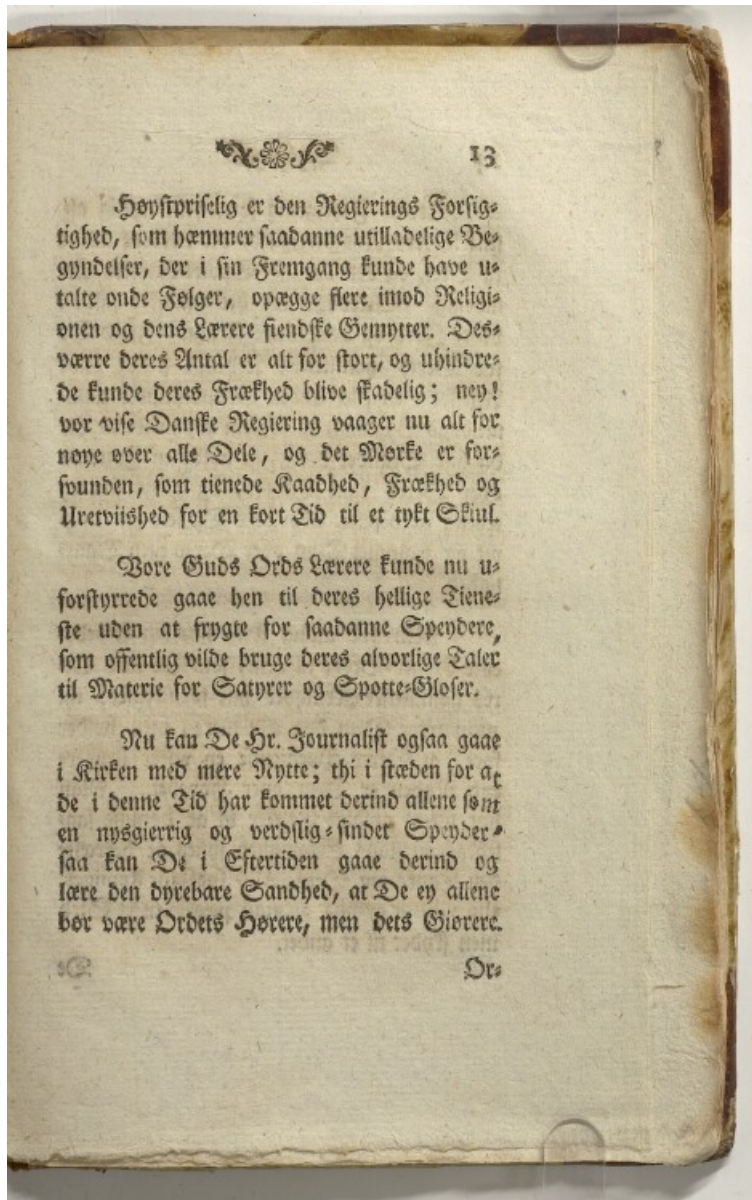 13
Høystpriselig er den Regierings Forsig-
tighed, som hæmmer saadanne utilladelige Be-
gyndelser, der i sin Fremgang kunde have u-
talte onde Følger, opægge flere imod Religi-
onen og dens Lærere fiendske Gemytter. Des-
værre deres Antal er alt for stort, og uhindre-
de kunde deres Frækhed blive skadelig; ney!
vor vise Danske Regiering vaager nu alt for
nøye over alle Dele, og det Mørke er for-
svunden, som tienede Kaadhed, Frækhed og
Uretviished for en kort Tid til et tykt Skiul.
Vore Guds Ords Lærere kunde nu u-
forstyrrede gaae hen til deres hellige Tiene-
ste uden at frygte for saadanne Speydere,
som offentlig vilde bruge deres alvorlige Taler
til Materie for Satyrer og Spotte-Gloser.
Nu kan De Hr. Journalist ogsaa gaae
i Kirken med mere Nytte; thi i stæden for at
de i denne Tid har kommet derind allene som
en nysgierrig og verdslig-sindet Speyder-
saa kan De i Eftertiden gaae derind og
lære den dyrebare Sandhed, at De ey allene
bør være Ordets Hørere, men dets Giørere.
Or-